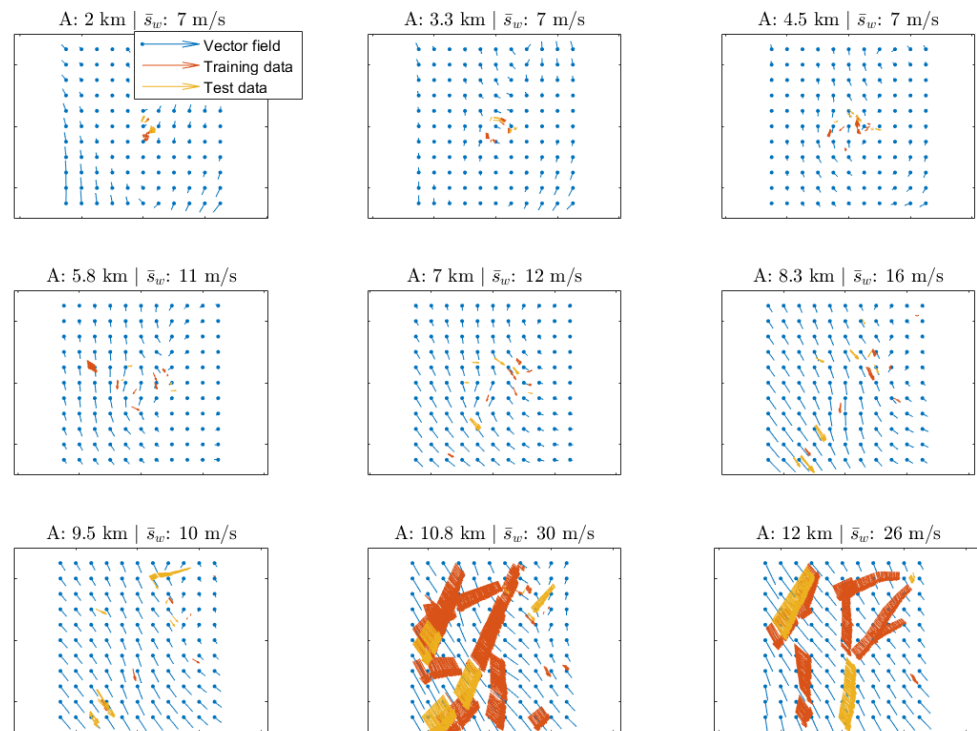 A: 2 km | s̄_w: 7 m/s
A: 3.3 km | s̄_w: 7 m/s
A: 4.5 km | s̄_w: 7 m/s
Vector field
Training data
Test data
A: 5.8 km | s̄_w: 11 m/s
A: 7 km | s̄_w: 12 m/s
A: 8.3 km | s̄_w: 16 m/s
A: 9.5 km | s̄_w: 10 m/s
A: 10.8 km | s̄_w: 30 m/s
A: 12 km | s̄_w: 26 m/s